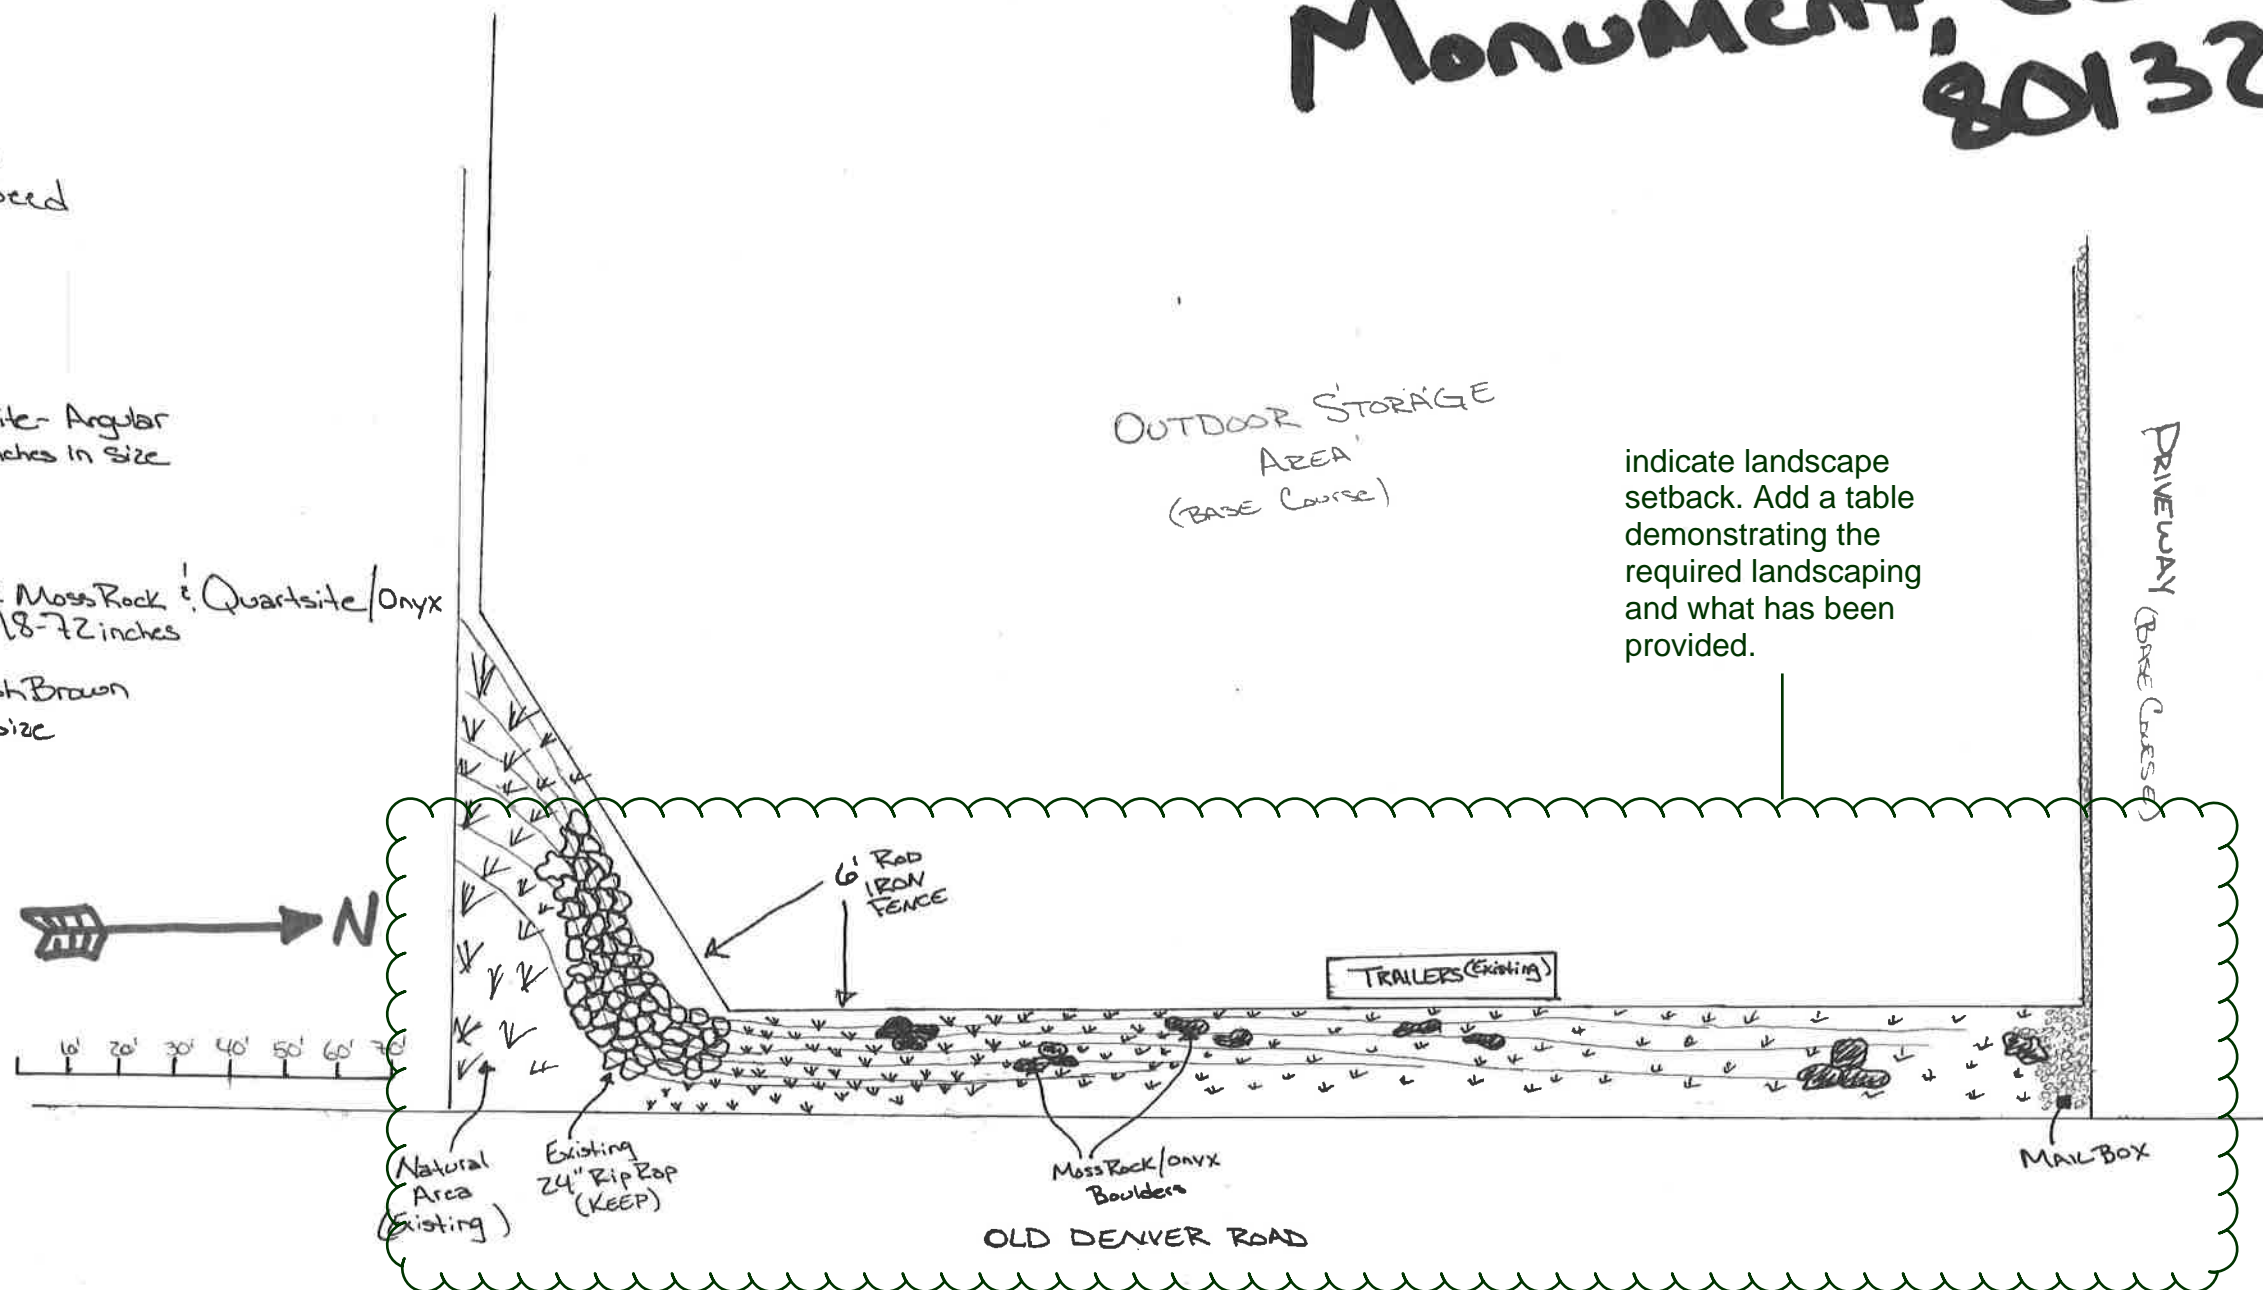 Monument,
80132
ite- Angular
nches in Size
Moss Rock & Quartsite/Onyx
18-72 inches
sh Brown
size
OUTDOOR STORAGE
AREA
(BASE Course)
indicate landscape
setback. Add a table
demonstrating the
required landscaping
and what has been
provided.
DRIVEWAY (BASE COURSE)
6' ROD
IRON
FENCE
N
TRAILERS (Existing)
10' 20' 30' 40' 50' 60' 70'
Natural
Area
(Existing)
Existing
24" Rip Rap
(KEEP)
Moss Rock/Onyx
Boulders
MAILBOX
OLD DENVER ROAD